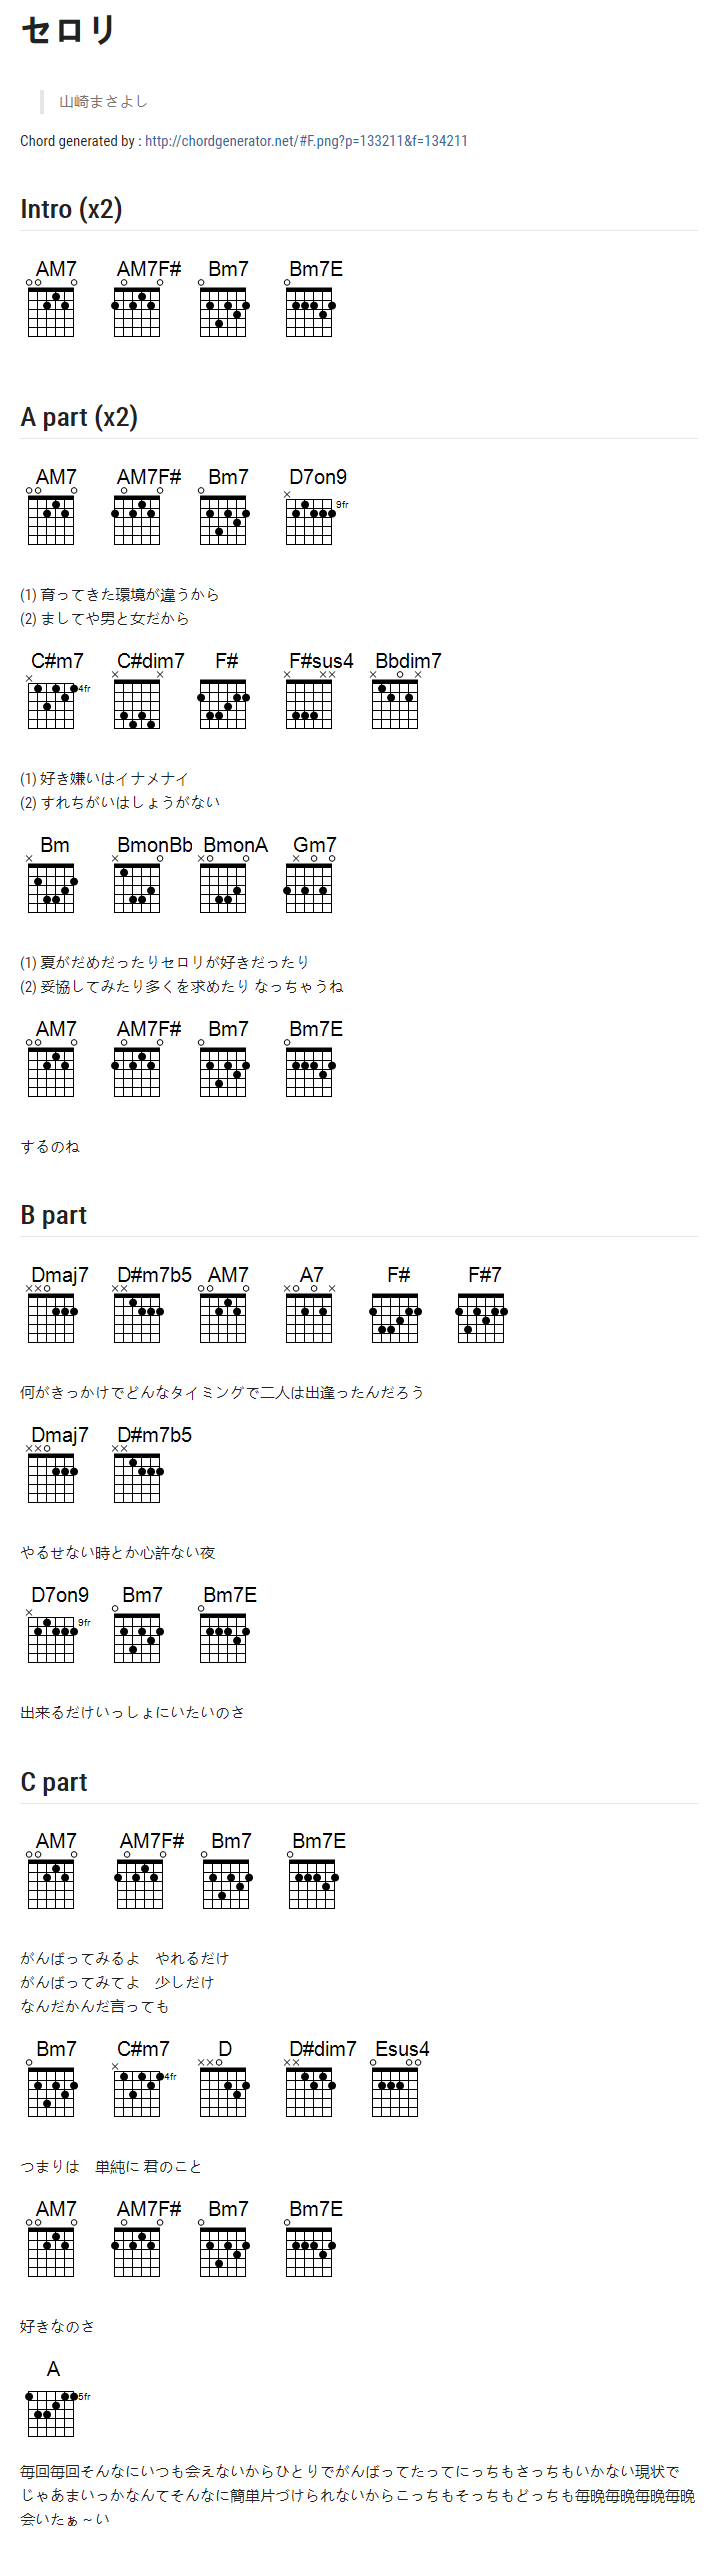 セロリ
山崎まさよし
Chord generated by : http://chordgenerator.net/#F.png?p=133211&f=134211
Intro (x2)
AM7 AM7F# Bm7 Bm7E
A part (x2)
AM7 AM7F# Bm7 D7on9
9fr
(1) 育ってきた環境が違うから
(2) ましてや男と女だから
C#m7 C#dim7 F# F#sus4 Bbdim7
4fr
(1) 好き嫌いはイナメナイ
(2) すれちがいはしょうがない
Bm BmonBb BmonA Gm7
(1) 夏がだめだったりセロリが好きだったり
(2) 妥協してみたり多くを求めたり なっちゃうね
AM7 AM7F# Bm7 Bm7E
するのね
B part
Dmaj7 D#m7b5 AM7 A7 F# F#7
何がきっかけでどんなタイミングで二人は出逢ったんだろう
Dmaj7 D#m7b5
やるせない時とか心許ない夜
D7on9 Bm7 Bm7E
9fr
出来るだけいっしょにいたいのさ
C part
AM7 AM7F# Bm7 Bm7E
がんばってみるよ　やれるだけ
がんばってみてよ　少しだけ
なんだかんだ言っても
Bm7 C#m7 D D#dim7 Esus4
4fr
つまりは　単純に 君のこと
AM7 AM7F# Bm7 Bm7E
好きなのさ
A
5fr
毎回毎回そんなにいつも会えないからひとりでがんばってたってにっちもさっちもいかない現状で
じゃあまいっかなんてそんなに簡単片づけられないからこっちもそっちもどっちも毎晩毎晩毎晩毎晩
会いたぁ～い